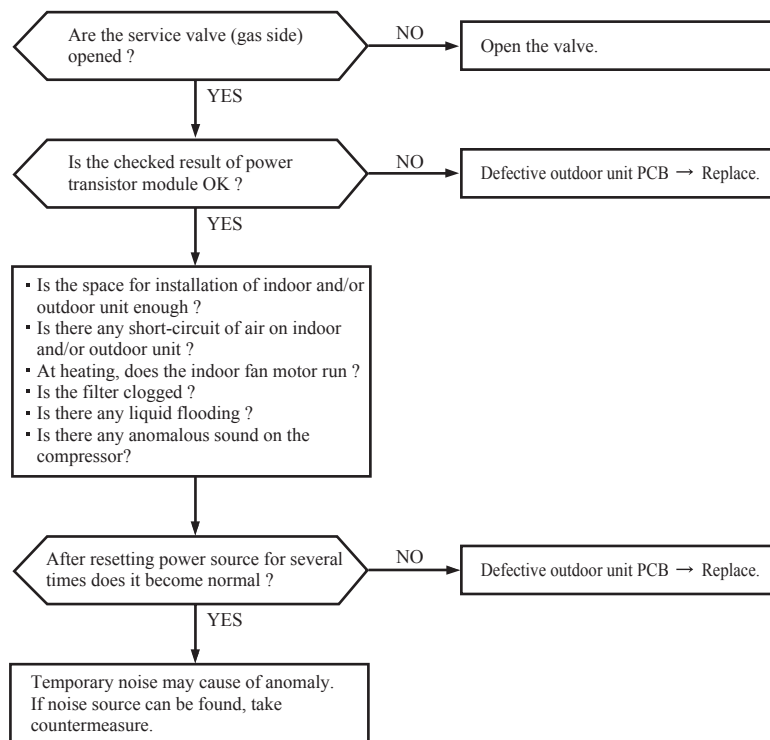 Are the service valve (gas side)
opened ?
NO
Open the valve.
YES
Is the checked result of power
transistor module OK ?
NO
Defective outdoor unit PCB → Replace.
YES
・Is the space for installation of indoor and/or
outdoor unit enough ?
・Is there any short-circuit of air on indoor
and/or outdoor unit ?
・At heating, does the indoor fan motor run ?
・Is the filter clogged ?
・Is there any liquid flooding ?
・Is there any anomalous sound on the
compressor?
After resetting power source for several
times does it become normal ?
NO
Defective outdoor unit PCB → Replace.
YES
Temporary noise may cause of anomaly.
If noise source can be found, take
countermeasure.